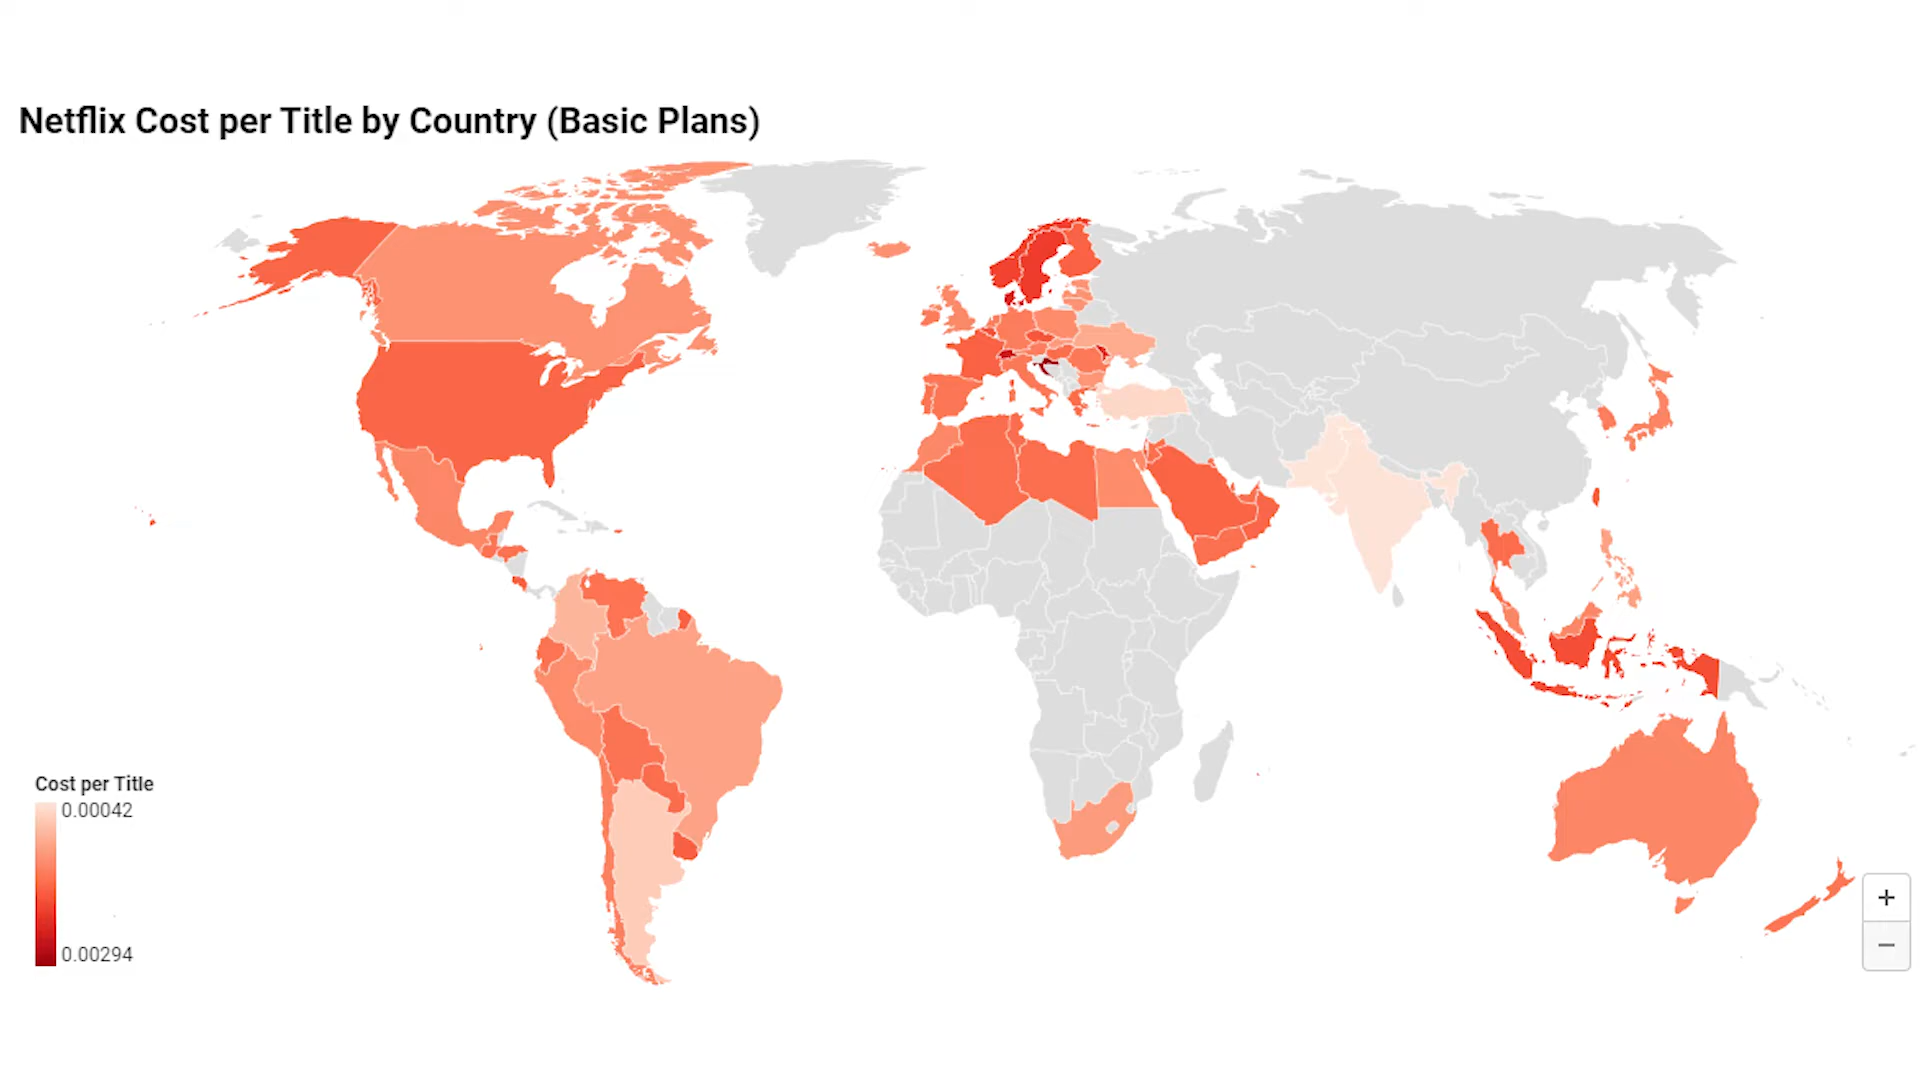 Netflix Cost per Title by Country (Basic Plans)
Cost per Title
0.00042
0.00294
+
−